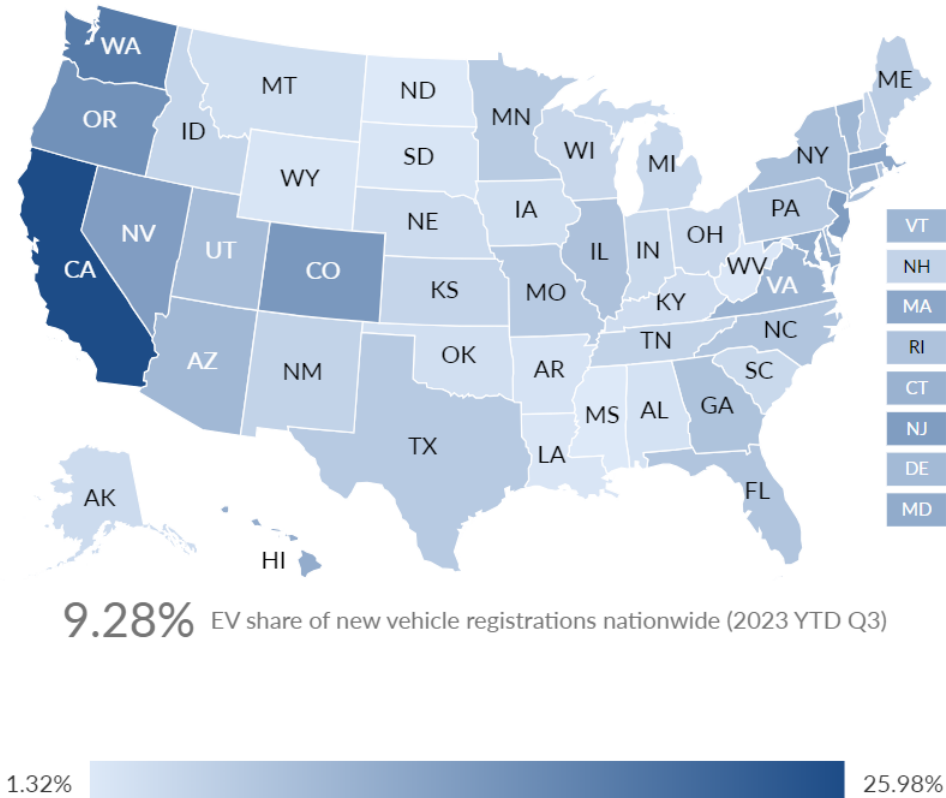 WA
MT
ND
MN
ME
OR
ID
SD
WI
MI
NY
WY
IA
PA
NE
OH
NV
UT
CO
IL
IN
WV
VA
CA
KS
MO
KY
NC
TN
AZ
NM
OK
AR
SC
MS
AL
GA
TX
LA
FL
AK
HI
VT
NH
MA
RI
CT
NJ
DE
MD
9.28% EV share of new vehicle registrations nationwide (2023 YTD Q3)
1.32% 25.98%